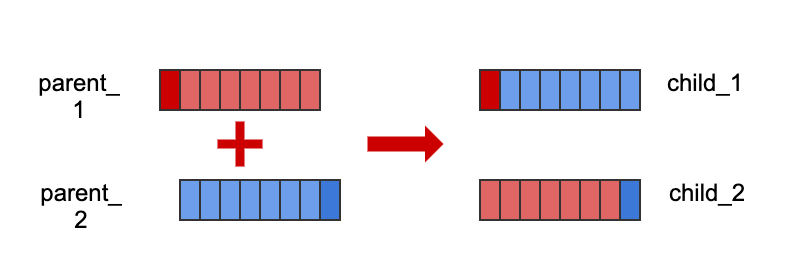 parent_
1
child_1
parent_
2
child_2